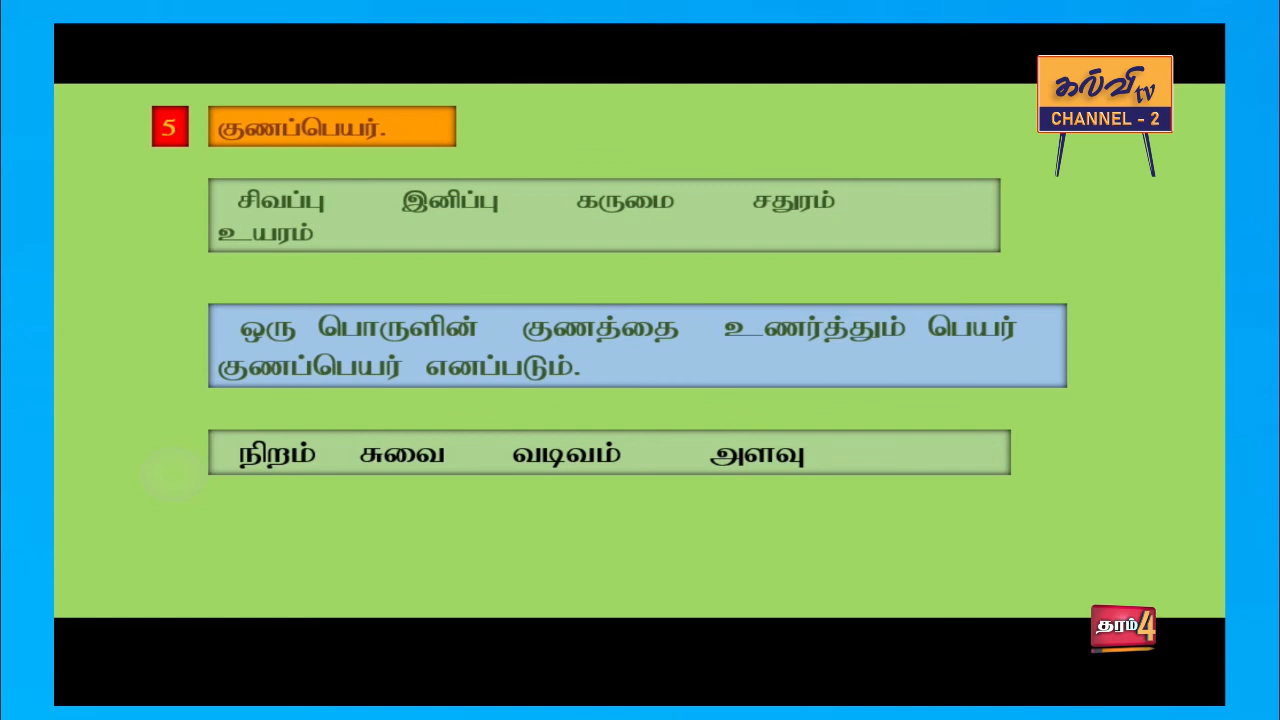 கல்வி tv
CHANNEL - 2
5 குணப்பெயர்.
சிவப்பு இனிப்பு கருமை சதுரம்
உயரம்
ஒரு பொருளின் குணத்தை உணர்த்தும் பெயர்
குணப்பெயர் எனப்படும்.
நிறம் சுவை வடிவம் அளவு
தரம் 4